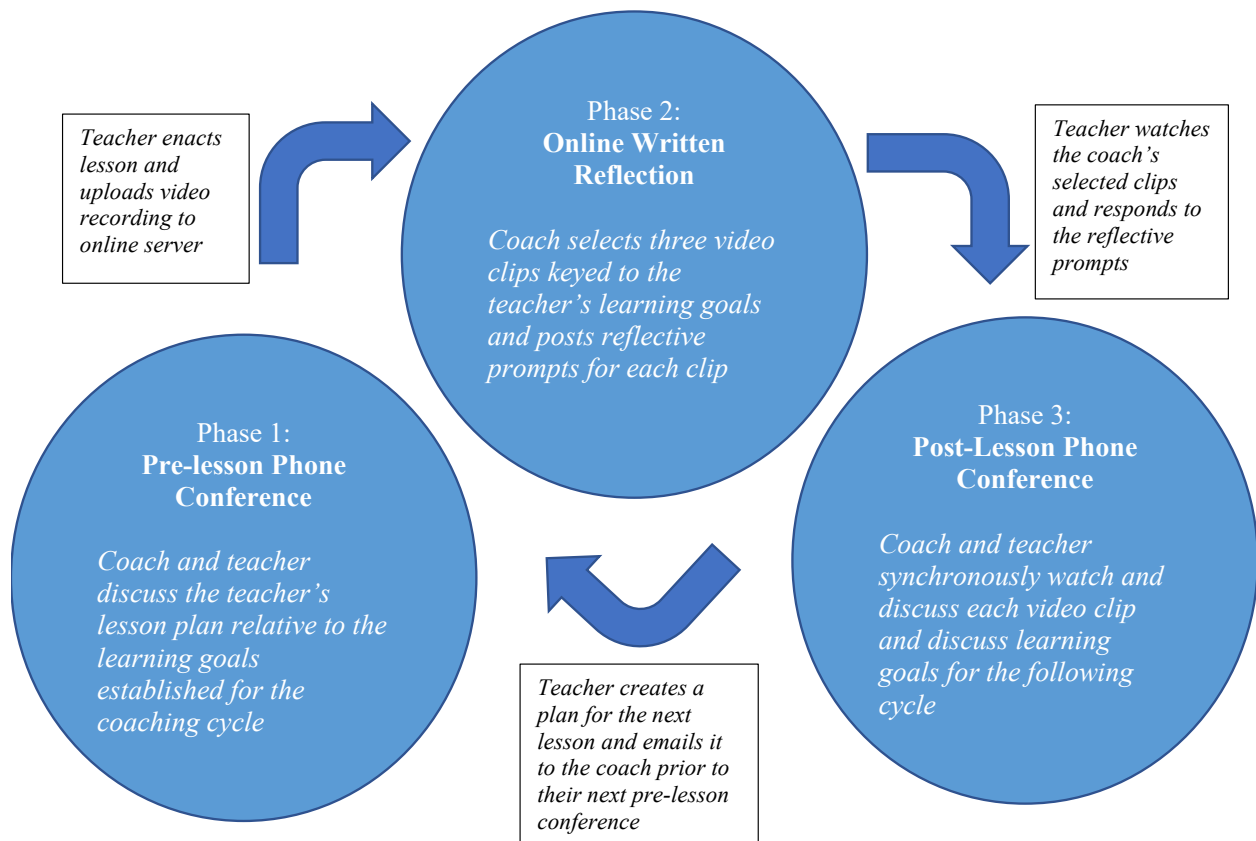 Phase 1:
Pre-lesson Phone
Conference
Coach and teacher
discuss the teacher’s
lesson plan relative to the
learning goals
established for the
coaching cycle
Teacher enacts
lesson and
uploads video
recording to
online server
Phase 2:
Online Written
Reflection
Coach selects three video
clips keyed to the
teacher’s learning goals
and posts reflective
prompts for each clip
Teacher watches
the coach’s
selected clips
and responds to
the reflective
prompts
Phase 3:
Post-Lesson Phone
Conference
Coach and teacher
synchronously watch and
discuss each video clip
and discuss learning
goals for the following
cycle
Teacher creates a
plan for the next
lesson and emails it
to the coach prior to
their next pre-lesson
conference